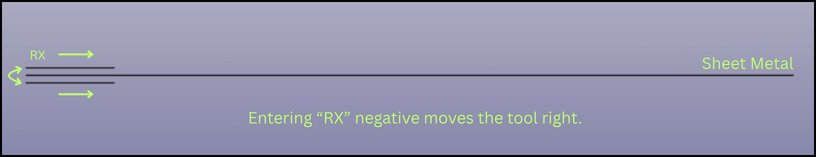 RX
Sheet Metal
Entering “RX” negative moves the tool right.